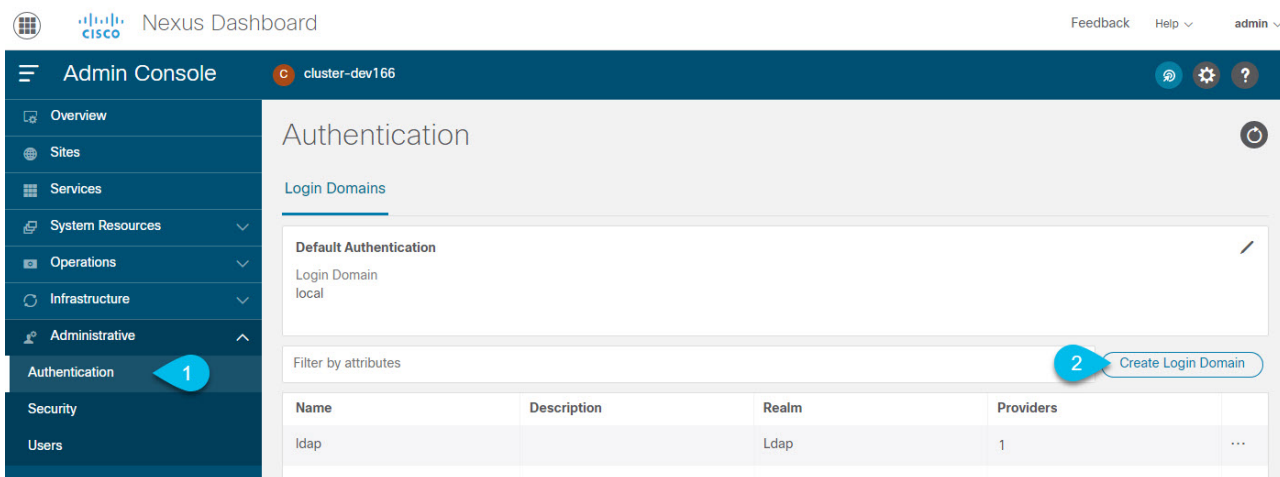 CISCO Nexus Dashboard Feedback Help admin
Admin Console C cluster-dev166 ?
Overview
Sites
Services
System Resources
Operations
Infrastructure
Administrative
Authentication 1
Security
Users
Authentication
Login Domains
Default Authentication
Login Domain
local
Filter by attributes 2 Create Login Domain
Name Description Realm Providers
ldap Ldap 1 ...